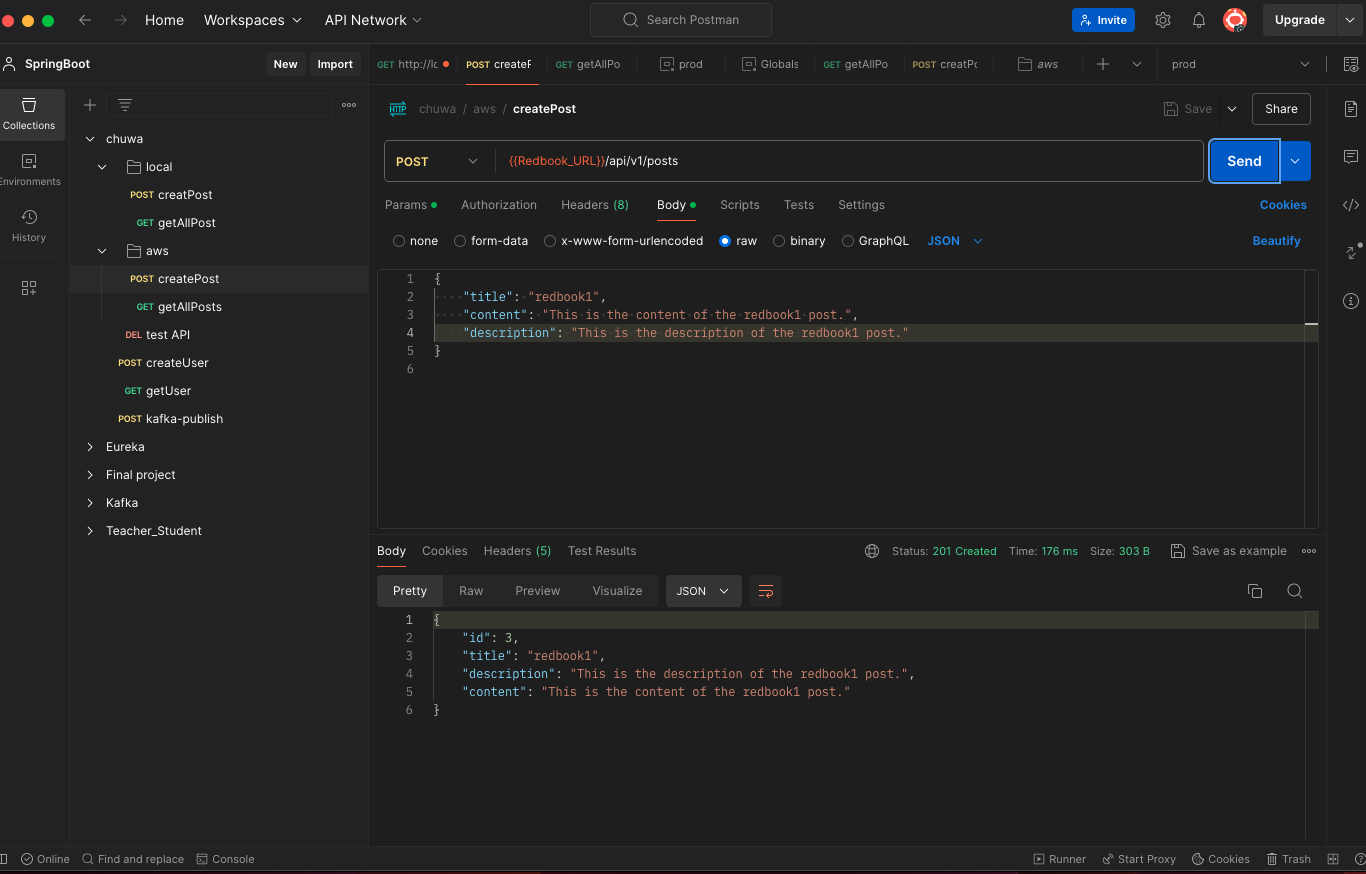 Home Workspaces API Network Search Postman Invite Upgrade
SpringBoot New Import GET http://lc POST createF GET getAllPo prod Globals GET getAllPo POST creatPc aws prod
Collections
Environments
History
chuwa
local
POST creatPost
GET getAllPost
aws
POST createPost
GET getAllPosts
DEL test API
POST createUser
GET getUser
POST kafka-publish
Eureka
Final project
Kafka
Teacher_Student
HTTP chuwa / aws / createPost Save Share
POST {{Redbook_URL}}/api/v1/posts Send
Params Authorization Headers (8) Body Scripts Tests Settings Cookies
none form-data x-www-form-urlencoded raw binary GraphQL JSON Beautify
1 {
2 "title": "redbook1",
3 "content": "This is the content of the redbook1 post.",
4 "description": "This is the description of the redbook1 post."
5 }
6
Body Cookies Headers (5) Test Results Status: 201 Created Time: 176 ms Size: 303 B Save as example
Pretty Raw Preview Visualize JSON
1 {
2 "id": 3,
3 "title": "redbook1",
4 "description": "This is the description of the redbook1 post.",
5 "content": "This is the content of the redbook1 post."
6 }
Online Find and replace Console Runner Start Proxy Cookies Trash